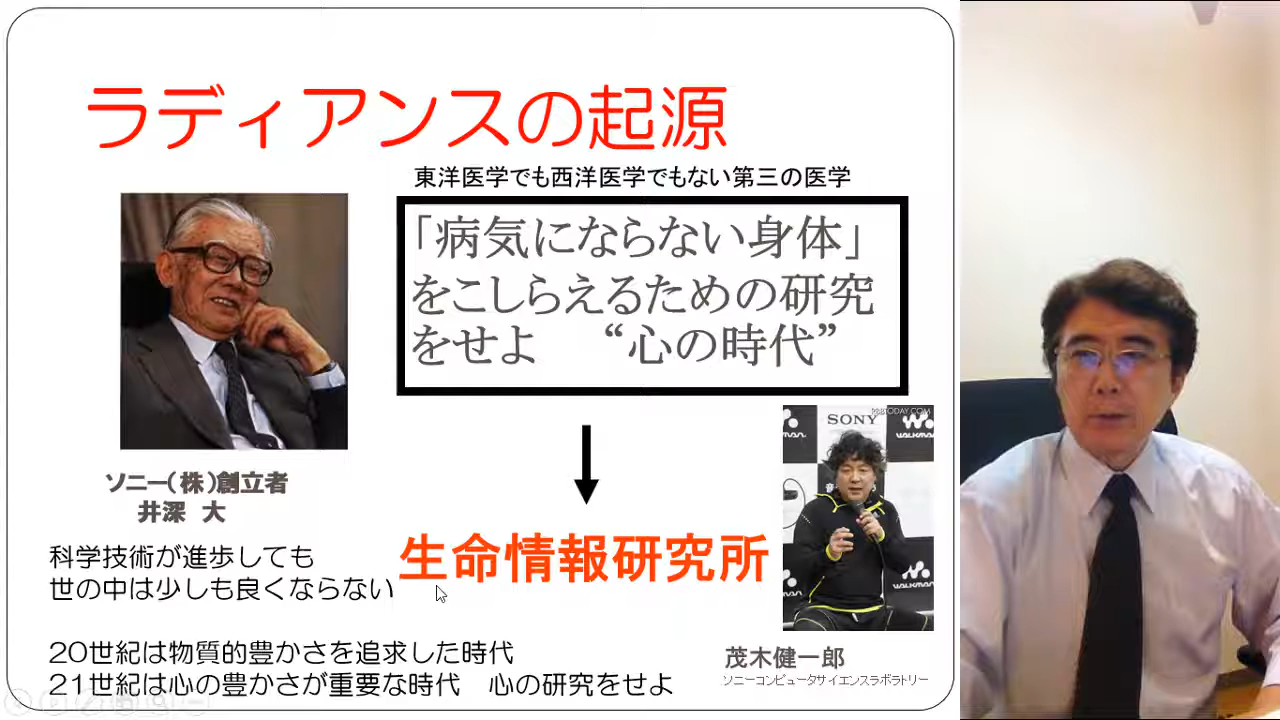 ラディアンスの起源
東洋医学でも西洋医学でもない第三の医学
「病気にならない身体」
をこしらえるための研究
をせよ “心の時代”
ソニー(株)創立者
井深 大
科学技術が進歩しても
世の中は少しも良くならない
生命情報研究所
20世紀は物質的豊かさを追求した時代
21世紀は心の豊かさが重要な時代 心の研究をせよ
RBBTODAY.COM
SONY
WALKMAN
WALKMAN
茂木健一郎
ソニーコンピュータサイエンスラボラトリー